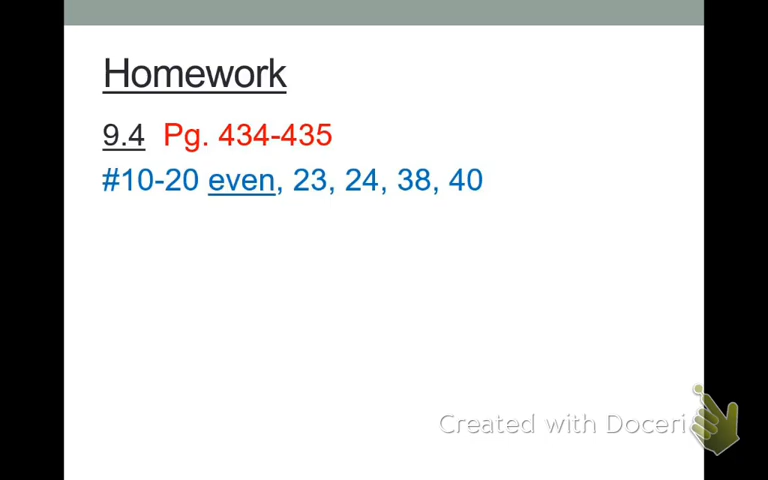 Homework
9.4 Pg. 434-435
#10-20 even, 23, 24, 38, 40
Created with Doceri